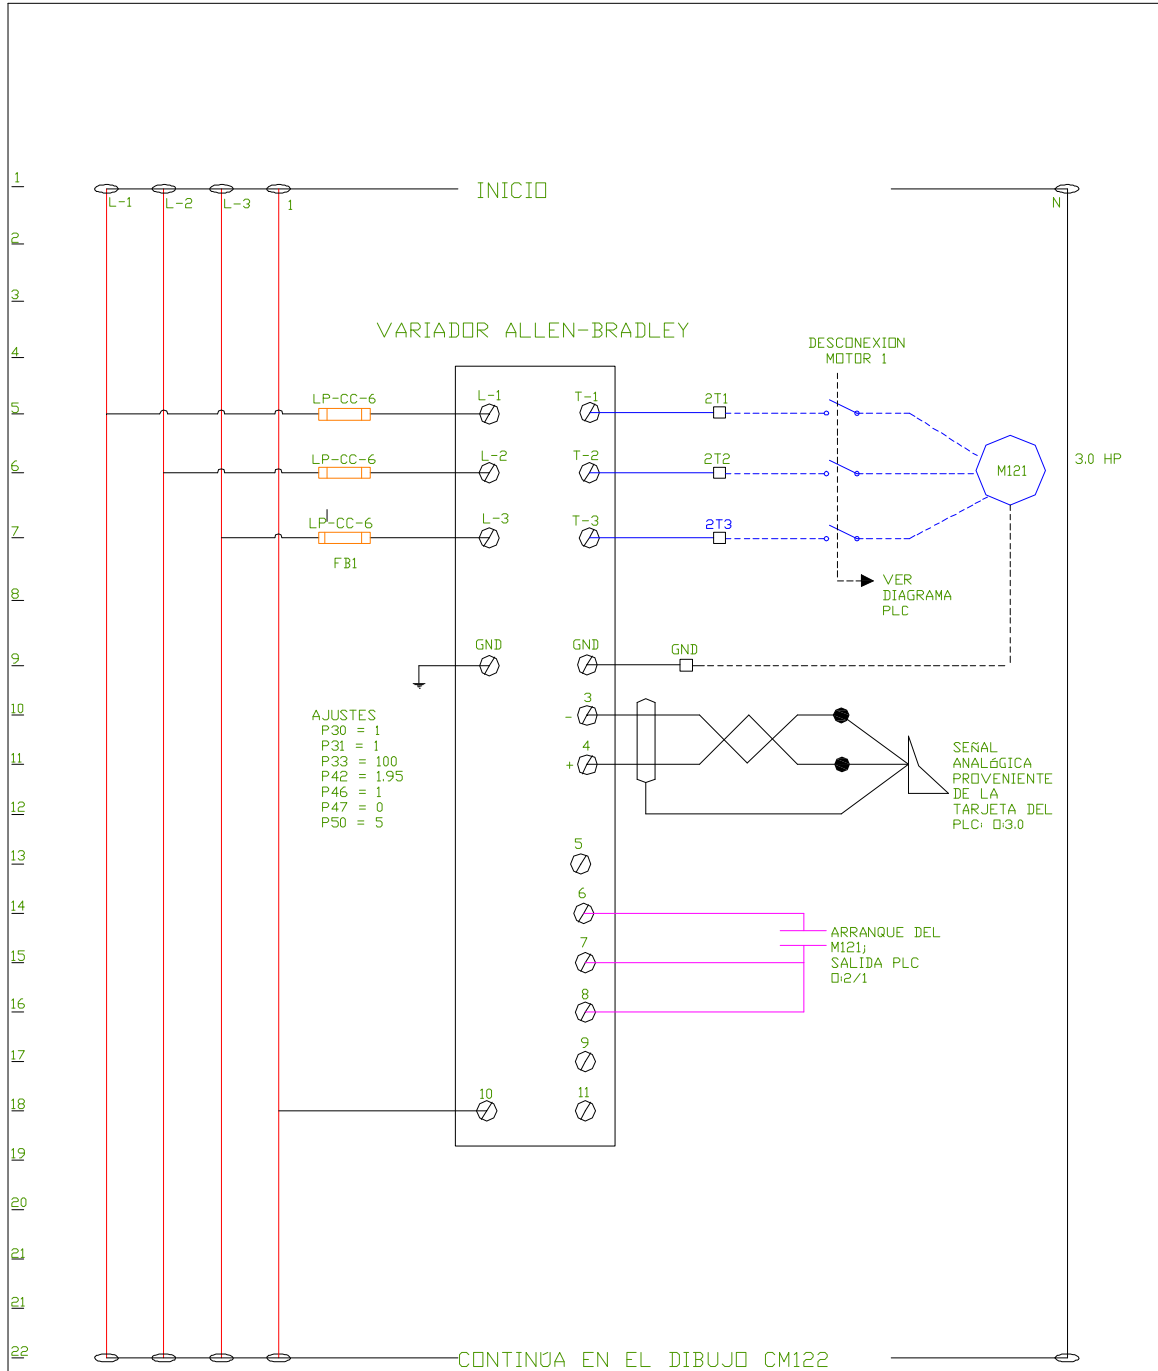 1
INICIO
L-1
L-2
L-3
1
N
2
3
VARIADOR ALLEN-BRADLEY
4
DESCONEXION
MOTOR 1
5
LP-CC-6
L-1
T-1
2T1
6
LP-CC-6
L-2
T-2
2T2
M121
3.0 HP
7
LP-CC-6
L-3
T-3
2T3
FB1
8
VER
DIAGRAMA
PLC
9
GND
GND
GND
10
3
-
11
4
+
AJUSTES
P30 = 1
P31 = 1
P33 = 100
P42 = 1.95
P46 = 1
P47 = 0
P50 = 5
SEÑAL
ANALóGICA
PROVENIENTE
DE LA
TARJETA DEL
PLC: O:3.0
12
13
5
14
6
ARRANQUE DEL
M121;
SALIDA PLC
O:2/1
15
7
16
8
17
9
18
10
11
19
20
21
21
22
CONTINÚA EN EL DIBUJO CM122